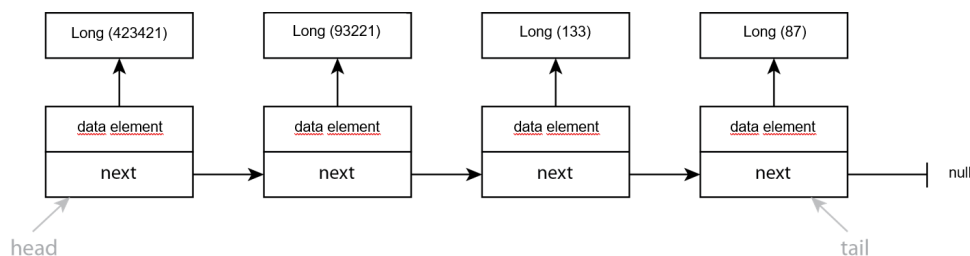 Long (423421)
Long (93221)
Long (133)
Long (87)
data element
data element
data element
data element
next
next
next
next
null
head
tail